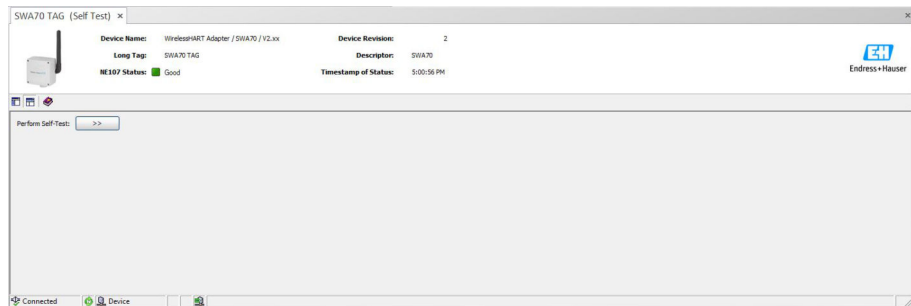 SWA70 TAG (Self Test) ×
Device Name: WirelessHART Adapter / SWA70 / V2.xx Device Revision: 2
Long Tag: SWA70 TAG Descriptor: SWA70
NE107 Status: Good Timestamp of Status: 5:00:56 PM
EH
Endress+Hauser
Perform Self-Test: >>
Connected Device